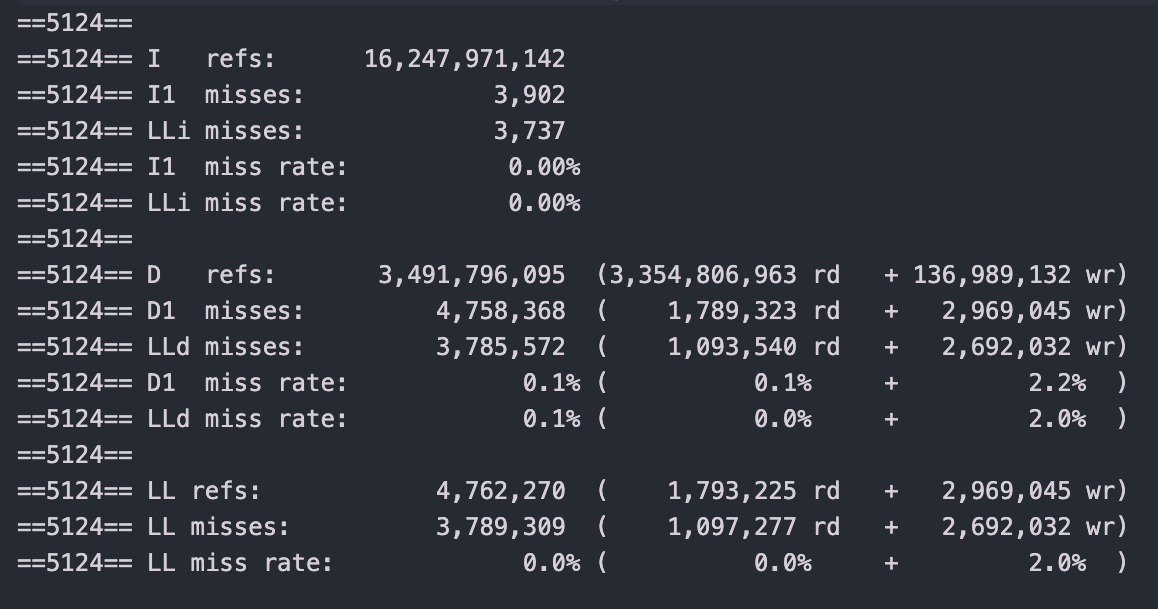 ==5124==
==5124== I   refs:      16,247,971,142
==5124== I1  misses:             3,902
==5124== LLi misses:             3,737
==5124== I1  miss rate:           0.00%
==5124== LLi miss rate:           0.00%
==5124==
==5124== D   refs:       3,491,796,095  (3,354,806,963 rd   + 136,989,132 wr)
==5124== D1  misses:         4,758,368  (    1,789,323 rd   +   2,969,045 wr)
==5124== LLd misses:         3,785,572  (    1,093,540 rd   +   2,692,032 wr)
==5124== D1  miss rate:            0.1% (          0.1%     +         2.2%  )
==5124== LLd miss rate:            0.1% (          0.0%     +         2.0%  )
==5124==
==5124== LL refs:            4,762,270  (    1,793,225 rd   +   2,969,045 wr)
==5124== LL misses:          3,789,309  (    1,097,277 rd   +   2,692,032 wr)
==5124== LL miss rate:             0.0% (          0.0%     +         2.0%  )